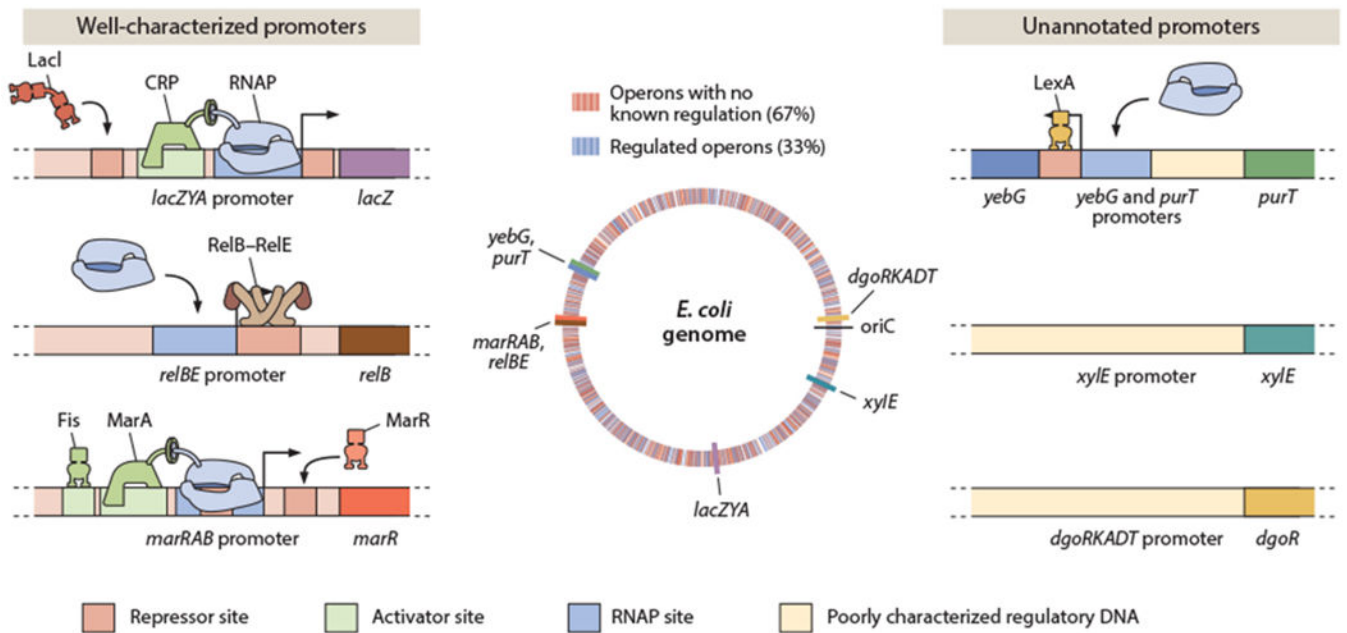 Well-characterized promoters
LacI
CRP
RNAP
lacZYA promoter
lacZ
RelB–RelE
relBE promoter
relB
Fis
MarA
MarR
marRAB promoter
marR
Operons with no
known regulation (67%)
Regulated operons (33%)
yebG,
purT
marRAB,
relBE
E. coli
genome
dgoRKADT
oriC
xylE
lacZYA
Unannotated promoters
LexA
yebG
yebG and purT
promoters
purT
xylE promoter
xylE
dgoRKADT promoter
dgoR
Repressor site
Activator site
RNAP site
Poorly characterized regulatory DNA